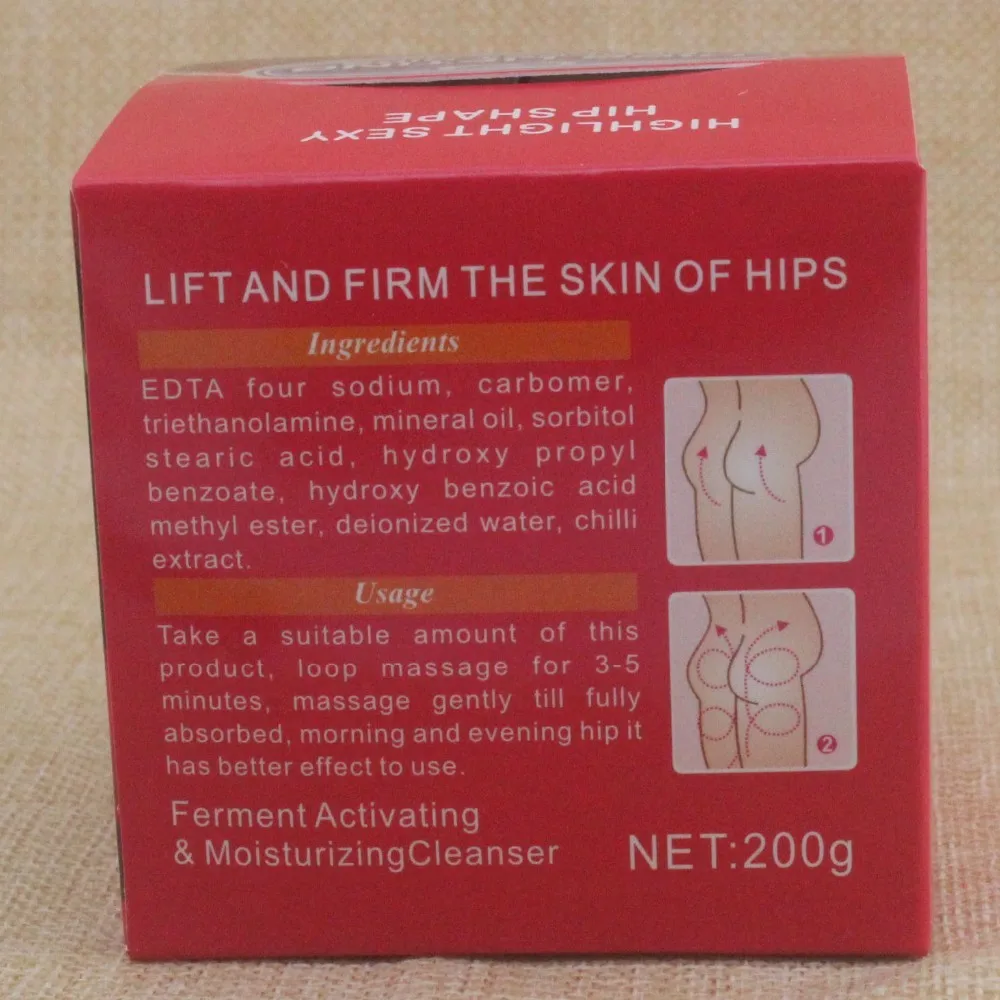 HIGHLIGHT SEXY
HIP SHAPE
LIFT AND FIRM THE SKIN OF HIPS
Ingredients
EDTA four sodium, carbomer,
triethanolamine, mineral oil, sorbitol
stearic acid, hydroxy propyl
benzoate, hydroxy benzoic acid
methyl ester, deionized water, chilli
extract.
Usage
Take a suitable amount of this
product, loop massage for 3-5
minutes, massage gently till fully
absorbed, morning and evening hip it
has better effect to use.
1
2
Ferment Activating
& MoisturizingCleanser
NET:200g